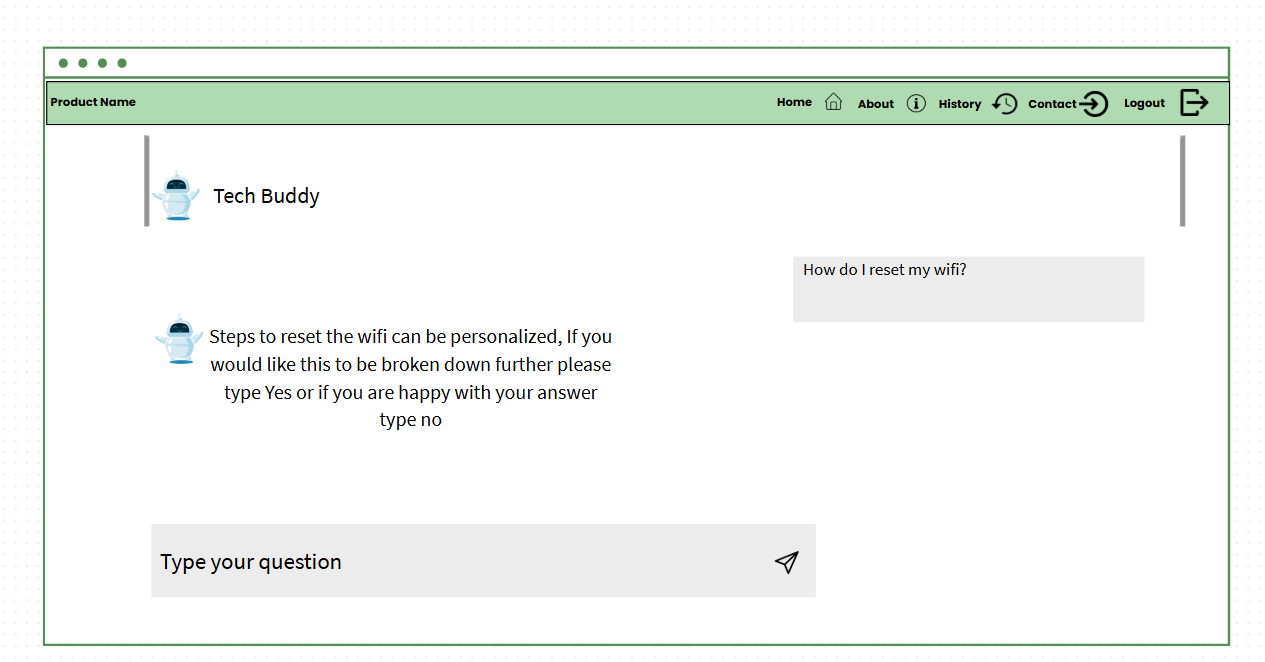 Product Name
Home About History Contact Logout
Tech Buddy
How do I reset my wifi?
Steps to reset the wifi can be personalized, If you
would like this to be broken down further please
type Yes or if you are happy with your answer
type no
Type your question